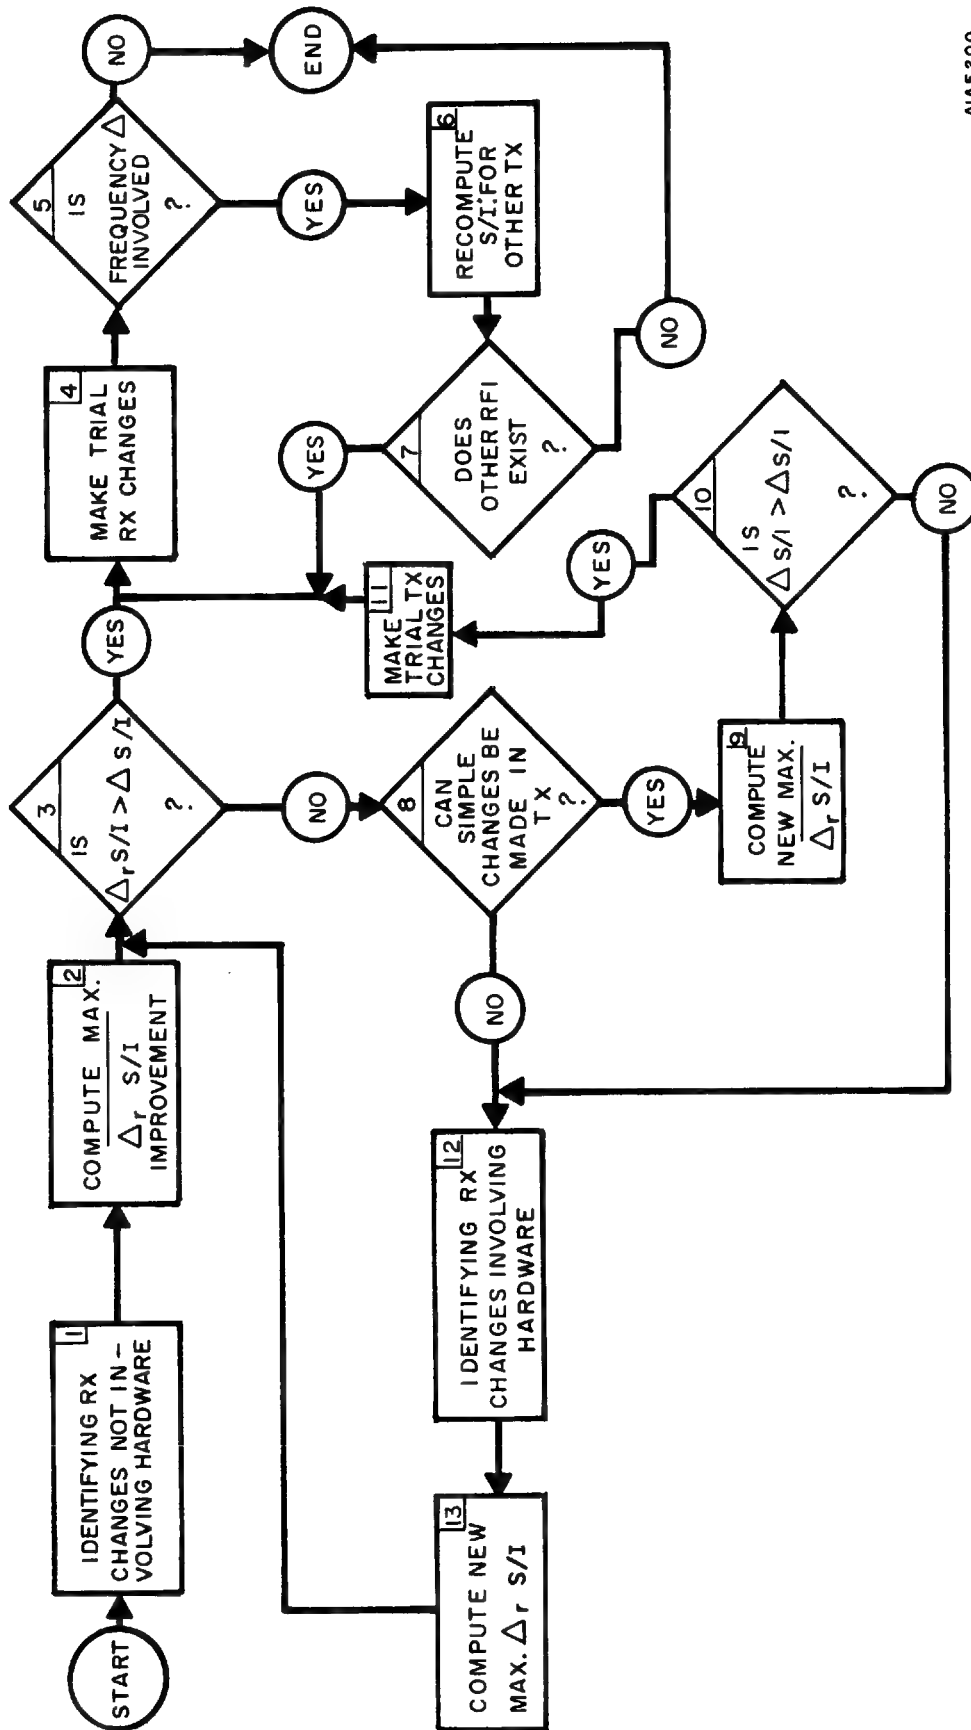 START
1
IDENTIFYING RX
CHANGES NOT IN-
VOLVING HARDWARE
2
COMPUTE MAX.
Δr S/I
IMPROVEMENT
3
IS
Δr S/I > Δ S/I
?
YES
4
MAKE TRIAL
RX CHANGES
5
IS
FREQUENCY Δ
INVOLVED
?
NO
END
YES
6
RECOMPUTE
S/I. FOR
OTHER TX
7
DOES
OTHER RFI
EXIST
?
YES
NO
11
MAKE
TRIAL TX
CHANGES
NO
8
CAN
SIMPLE
CHANGES BE
MADE IN
TX
?
YES
9
COMPUTE
NEW MAX.
Δr S/I
10
IS
Δ S/I > Δ S/I
?
YES
NO
NO
12
IDENTIFYING RX
CHANGES INVOLVING
HARDWARE
13
COMPUTE NEW
MAX. Δr S/I